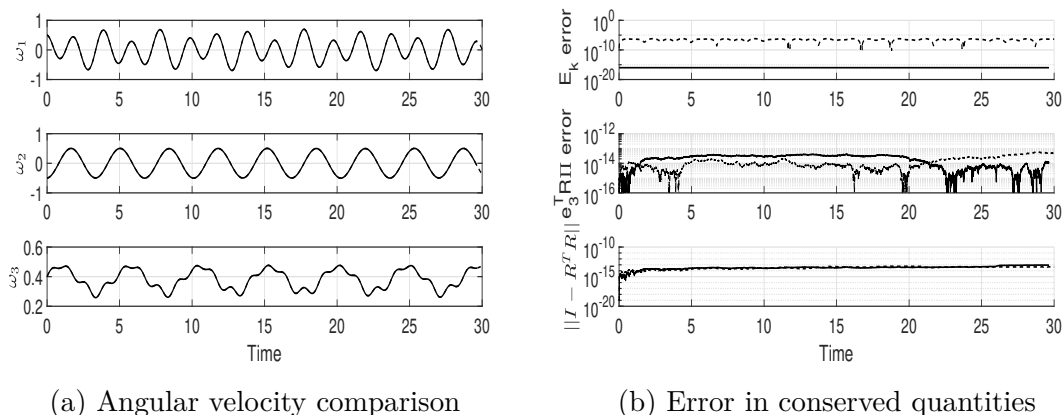 1
0
-1
ω₁
0 5 10 15 20 25 30
1
0
-1
ω₂
0 5 10 15 20 25 30
0.6
0.4
0.2
ω₃
0 5 10 15 20 25 30
Time
(a) Angular velocity comparison
10⁰
10⁻¹⁰
10⁻²⁰
Eₖ error
0 5 10 15 20 25 30
10⁻¹²
10⁻¹⁴
10⁻¹⁶
e₃ᵀRΠ error
0 5 10 15 20 25 30
10⁻¹⁰
10⁻¹⁵
10⁻²⁰
||I − RᵀR||
0 5 10 15 20 25 30
Time
(b) Error in conserved quantities